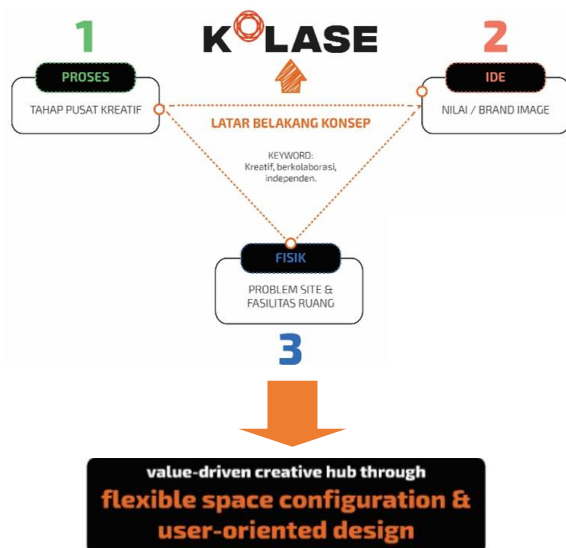 1
KOLASE
2
PROSES
IDE
TAHAP PUSAT KREATIF
NILAI / BRAND IMAGE
LATAR BELAKANG KONSEP
KEYWORD:
Kreatif, berkolaborasi,
independen.
FISIK
PROBLEM SITE &
FASILITAS RUANG
3
value-driven creative hub through
flexible space configuration &
user-oriented design